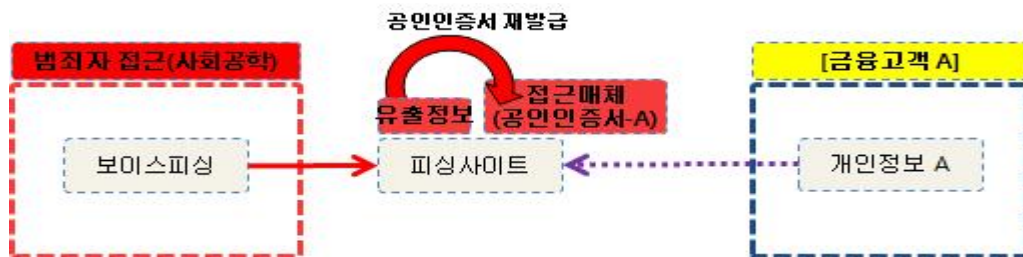 공인인증서 재발급
범죄자 접근(사회공학)
[금융고객 A]
유출정보
접근매체
(공인인증서-A)
보이스피싱
피싱사이트
개인정보 A